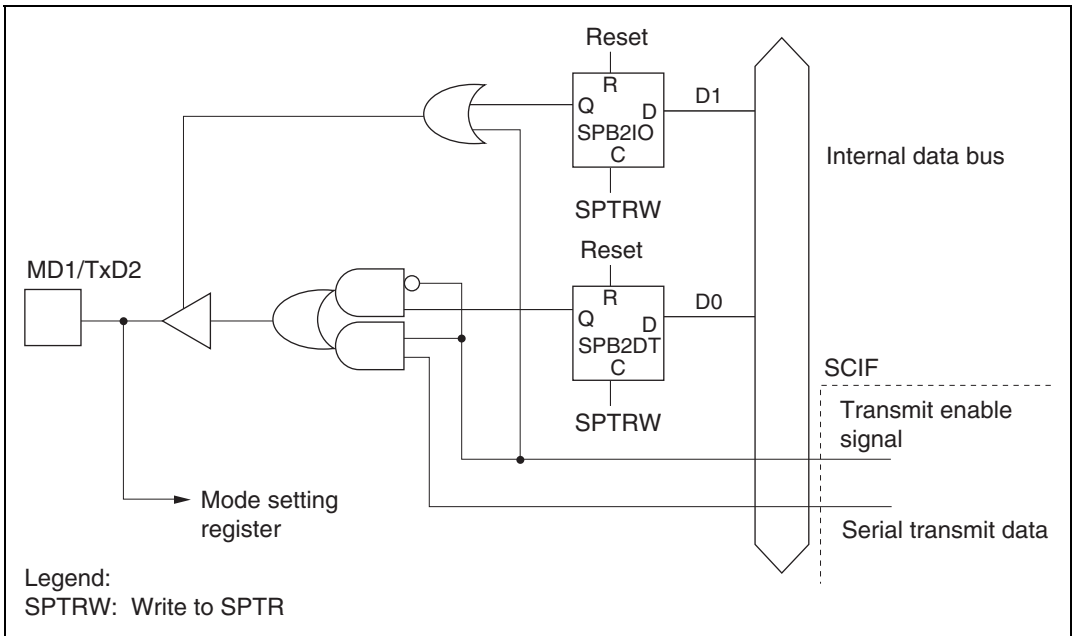 Reset
R
Q
D
D1
SPB2IO
C
Internal data bus
SPTRW
Reset
MD1/TxD2
R
Q
D
D0
SPB2DT
C
SCIF
SPTRW
Transmit enable
signal
Mode setting
register
Serial transmit data
Legend:
SPTRW: Write to SPTR